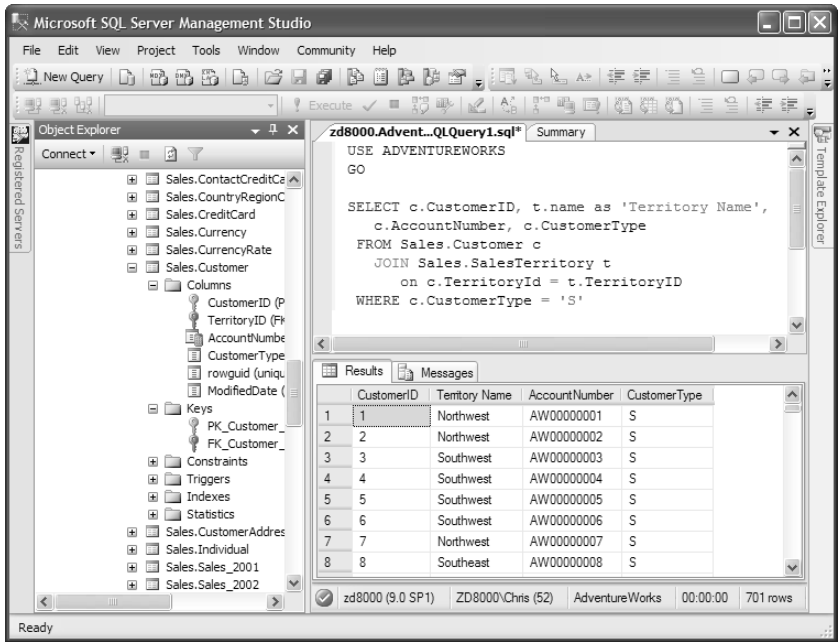 Microsoft SQL Server Management Studio
File Edit View Project Tools Window Community Help
New Query
Execute
Registered Servers
Object Explorer
Connect
Sales.ContactCreditCa
Sales.CountryRegionC
Sales.CreditCard
Sales.Currency
Sales.CurrencyRate
Sales.Customer
Columns
CustomerID (P
TerritoryID (FK
AccountNumbe
CustomerType
rowguid (uniqu
ModifiedDate (
Keys
PK_Customer_
FK_Customer_
Constraints
Triggers
Indexes
Statistics
Sales.CustomerAddres
Sales.Individual
Sales.Sales_2001
Sales.Sales_2002
zd8000.Advent...QLQuery1.sql* Summary
USE ADVENTUREWORKS
GO
SELECT c.CustomerID, t.name as 'Territory Name',
c.AccountNumber, c.CustomerType
FROM Sales.Customer c
JOIN Sales.SalesTerritory t
on c.TerritoryId = t.TerritoryID
WHERE c.CustomerType = 'S'
Results Messages
CustomerID Territory Name AccountNumber CustomerType
1 1 Northwest AW00000001 S
2 2 Northwest AW00000002 S
3 3 Southwest AW00000003 S
4 4 Southwest AW00000004 S
5 5 Southwest AW00000005 S
6 6 Southwest AW00000006 S
7 7 Northwest AW00000007 S
8 8 Southeast AW00000008 S
zd8000 (9.0 SP1) ZD8000\Chris (52) AdventureWorks 00:00:00 701 rows
Template Explorer
Ready